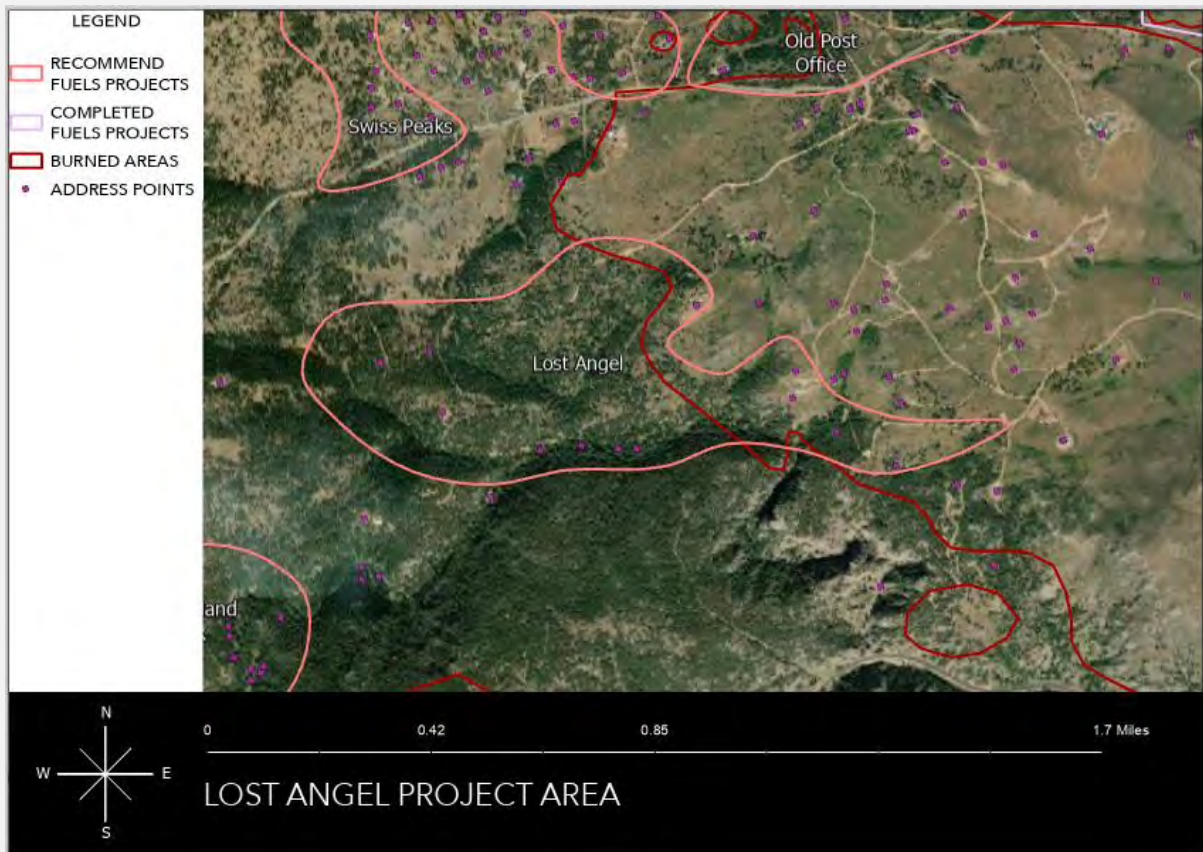 LEGEND
RECOMMEND
FUELS PROJECTS
COMPLETED
FUELS PROJECTS
BURNED AREAS
ADDRESS POINTS
Old Post
Office
Swiss Peaks
Lost Angel
and
N
W
E
S
0
0.42
0.85
1.7 Miles
LOST ANGEL PROJECT AREA